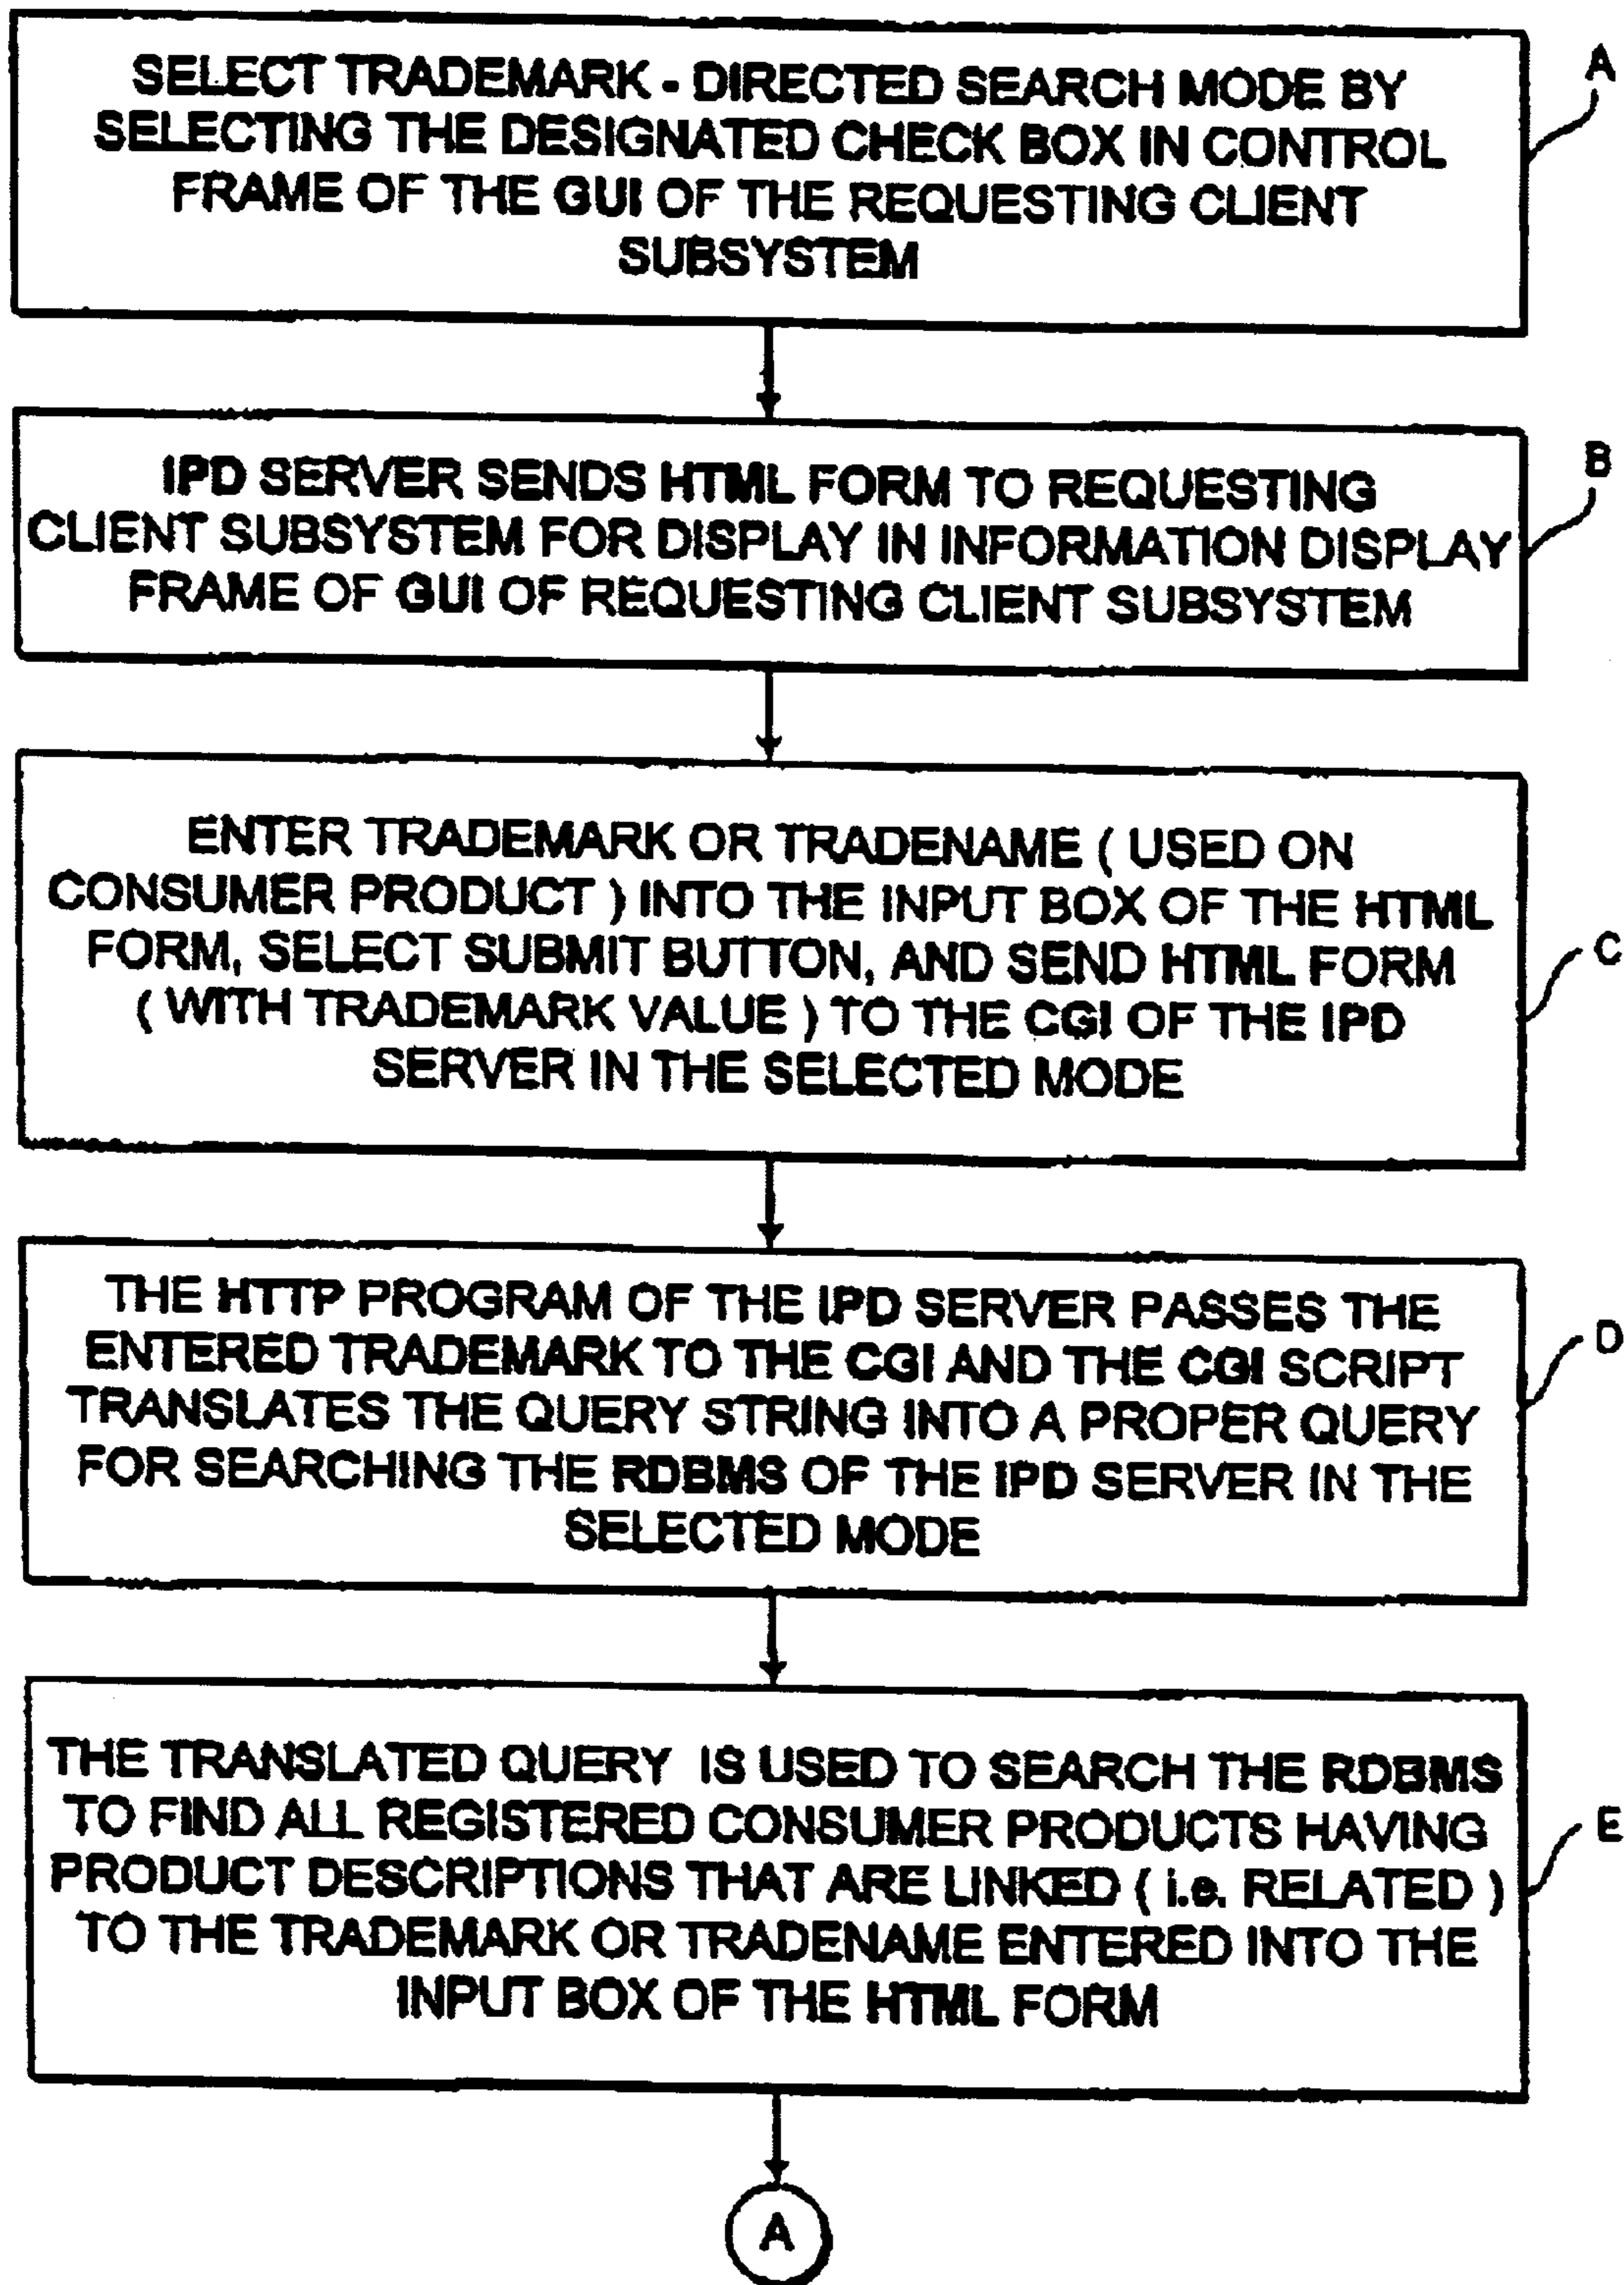 SELECT TRADEMARK - DIRECTED SEARCH MODE BY
SELECTING THE DESIGNATED CHECK BOX IN CONTROL
FRAME OF THE GUI OF THE REQUESTING CLIENT
SUBSYSTEM
A
IPD SERVER SENDS HTML FORM TO REQUESTING
CLIENT SUBSYSTEM FOR DISPLAY IN INFORMATION DISPLAY
FRAME OF GUI OF REQUESTING CLIENT SUBSYSTEM
B
ENTER TRADEMARK OR TRADENAME ( USED ON
CONSUMER PRODUCT ) INTO THE INPUT BOX OF THE HTML
FORM, SELECT SUBMIT BUTTON, AND SEND HTML FORM
( WITH TRADEMARK VALUE ) TO THE CGI OF THE IPD
SERVER IN THE SELECTED MODE
C
THE HTTP PROGRAM OF THE IPD SERVER PASSES THE
ENTERED TRADEMARK TO THE CGI AND THE CGI SCRIPT
TRANSLATES THE QUERY STRING INTO A PROPER QUERY
FOR SEARCHING THE RDBMS OF THE IPD SERVER IN THE
SELECTED MODE
D
THE TRANSLATED QUERY IS USED TO SEARCH THE RDBMS
TO FIND ALL REGISTERED CONSUMER PRODUCTS HAVING
PRODUCT DESCRIPTIONS THAT ARE LINKED ( i.e. RELATED )
TO THE TRADEMARK OR TRADENAME ENTERED INTO THE
INPUT BOX OF THE HTML FORM
E
A